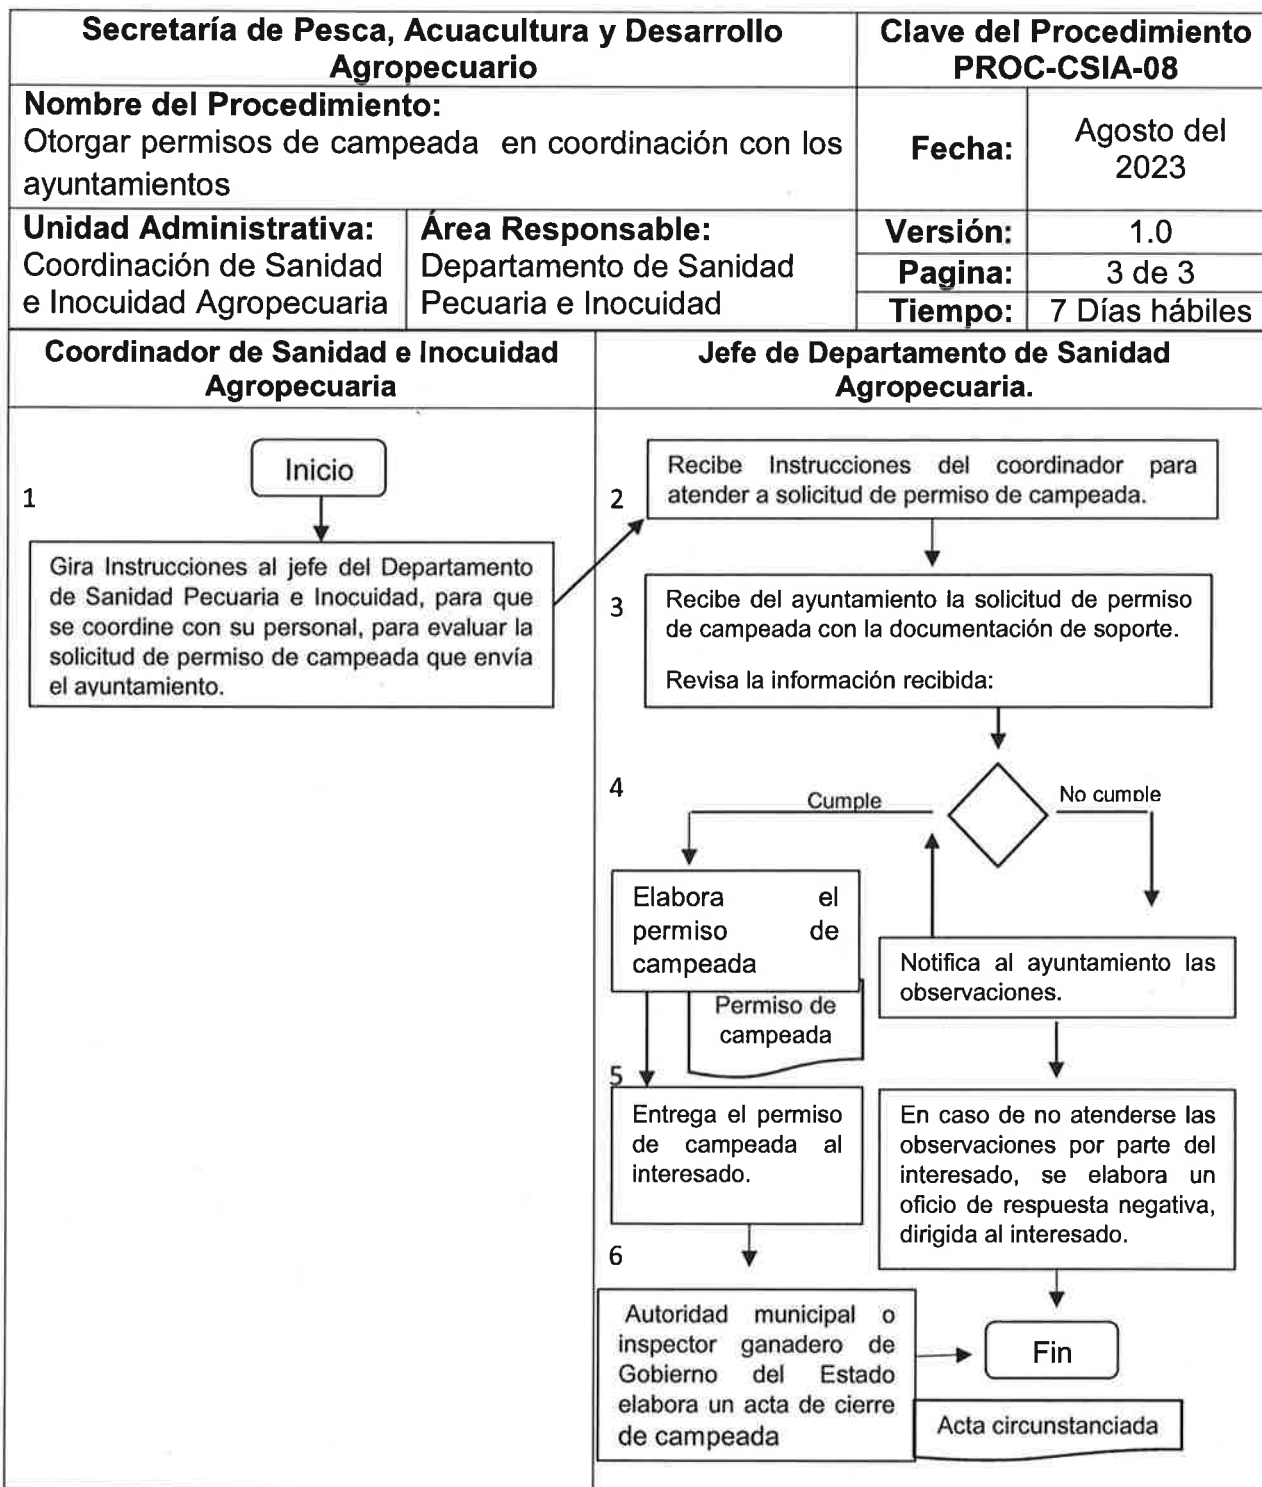 Secretaría de Pesca, Acuacultura y Desarrollo
Agropecuario
Clave del Procedimiento
PROC-CSIA-08
Nombre del Procedimiento:
Otorgar permisos de campeada en coordinación con los
ayuntamientos
Fecha:
Agosto del
2023
Unidad Administrativa:
Coordinación de Sanidad
e Inocuidad Agropecuaria
Área Responsable:
Departamento de Sanidad
Pecuaria e Inocuidad
Versión: 1.0
Pagina: 3 de 3
Tiempo: 7 Días hábiles
Coordinador de Sanidad e Inocuidad
Agropecuaria
Jefe de Departamento de Sanidad
Agropecuaria.
Inicio
1
Gira Instrucciones al jefe del Departamento
de Sanidad Pecuaria e Inocuidad, para que
se coordine con su personal, para evaluar la
solicitud de permiso de campeada que envía
el ayuntamiento.
2
Recibe Instrucciones del coordinador para
atender a solicitud de permiso de campeada.
3
Recibe del ayuntamiento la solicitud de permiso
de campeada con la documentación de soporte.
Revisa la información recibida:
4
Cumple
No cumple
Elabora el
permiso de
campeada
Permiso de
campeada
Notifica al ayuntamiento las
observaciones.
5
Entrega el permiso
de campeada al
interesado.
En caso de no atenderse las
observaciones por parte del
interesado, se elabora un
oficio de respuesta negativa,
dirigida al interesado.
6
Autoridad municipal o
inspector ganadero de
Gobierno del Estado
elabora un acta de cierre
de campeada
Fin
Acta circunstanciada